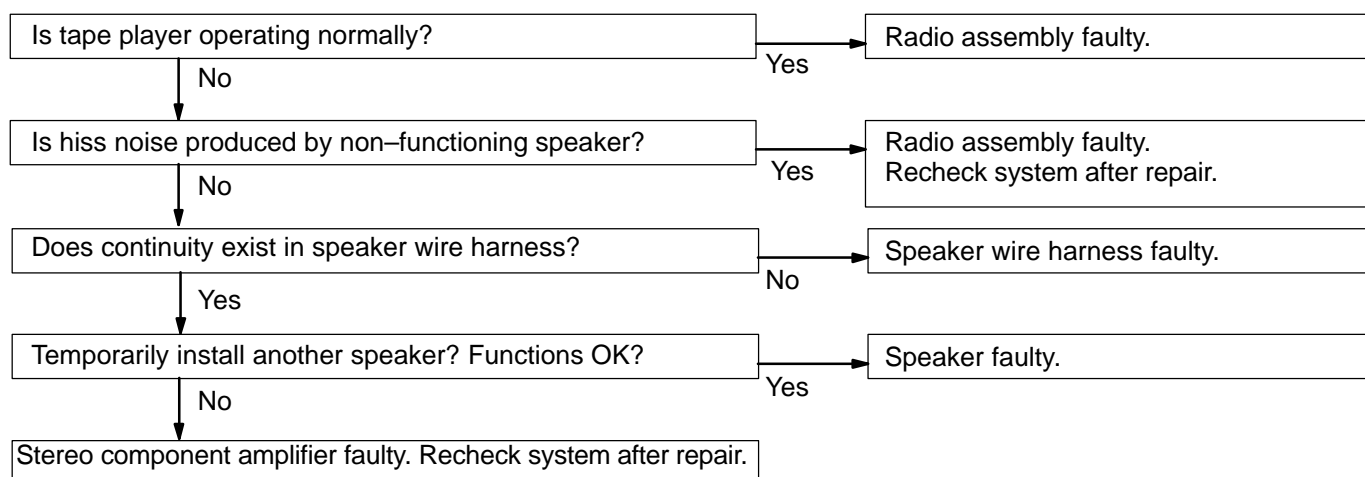 Is tape player operating normally?
Yes
Radio assembly faulty.
No
Is hiss noise produced by non–functioning speaker?
Yes
Radio assembly faulty.
Recheck system after repair.
No
Does continuity exist in speaker wire harness?
No
Speaker wire harness faulty.
Yes
Temporarily install another speaker? Functions OK?
Yes
Speaker faulty.
No
Stereo component amplifier faulty. Recheck system after repair.